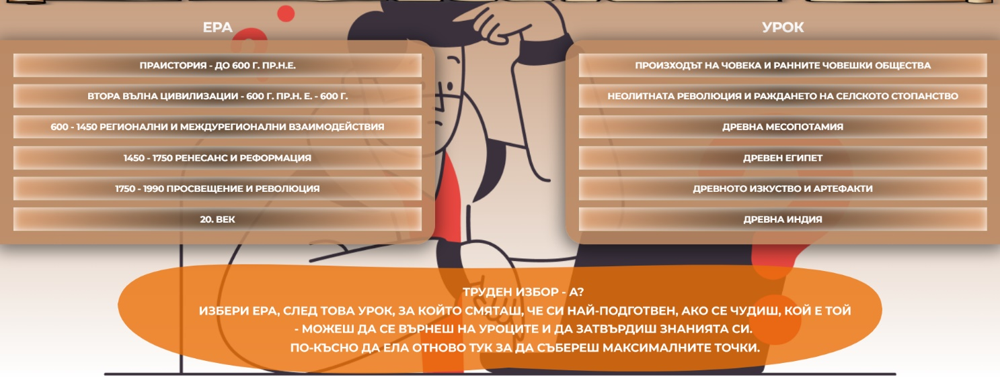 ЕРА
ПРАИСТОРИЯ - ДО 600 Г. ПР.Н.Е.
ВТОРА ВЪЛНА ЦИВИЛИЗАЦИИ - 600 Г. ПР.Н. Е. - 600 Г.
600 - 1450 РЕГИОНАЛНИ И МЕЖДУРЕГИОНАЛНИ ВЗАИМОДЕЙСТВИЯ
1450 - 1750 РЕНЕСАНС И РЕФОРМАЦИЯ
1750 - 1990 ПРОСВЕЩЕНИЕ И РЕВОЛЮЦИЯ
20. ВЕК
УРОК
ПРОИЗХОДЪТ НА ЧОВЕКА И РАННИТЕ ЧОВЕШКИ ОБЩЕСТВА
НЕОЛИТНАТА РЕВОЛЮЦИЯ И РАЖДАНЕТО НА СЕЛСКОТО СТОПАНСТВО
ДРЕВНА МЕСОПОТАМИЯ
ДРЕВЕН ЕГИПЕТ
ДРЕВНОТО ИЗКУСТВО И АРТЕФАКТИ
ДРЕВНА ИНДИЯ
ТРУДЕН ИЗБОР - А?
ИЗБЕРИ ЕРА, СЛЕД ТОВА УРОК, ЗА КОЙТО СМЯТАШ, ЧЕ СИ НАЙ-ПОДГОТВЕН, АКО СЕ ЧУДИШ, КОЙ Е ТОЙ
- МОЖЕШ ДА СЕ ВЪРНЕШ НА УРОЦИТЕ И ДА ЗАТВЪРДИШ ЗНАНИЯТА СИ.
ПО-КЪСНО ДА ЕЛА ОТНОВО ТУК ЗА ДА СЪБЕРЕШ МАКСИМАЛНИТЕ ТОЧКИ.